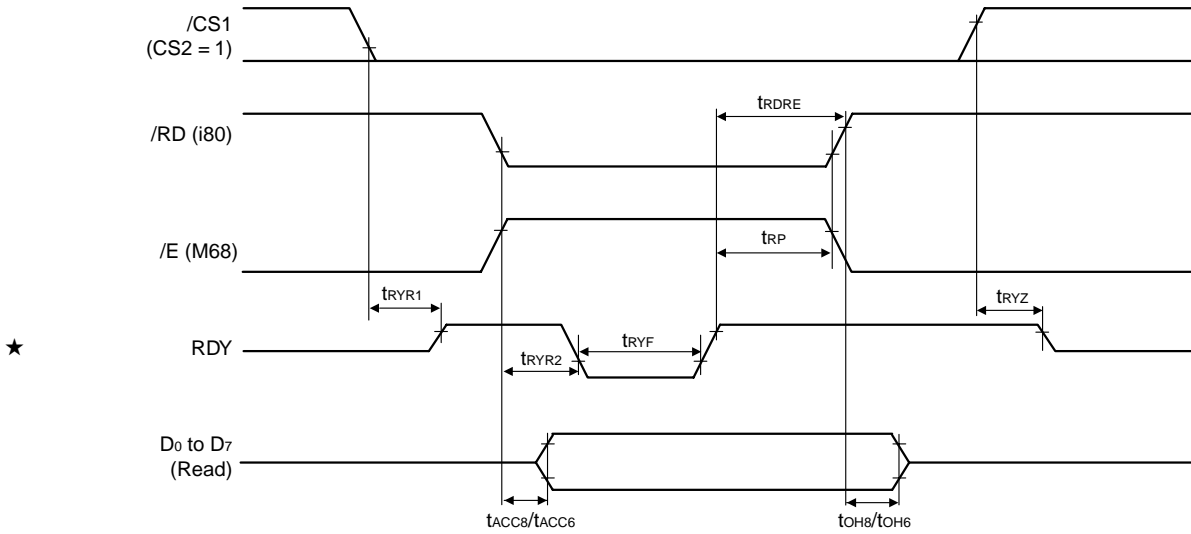 /CS1
(CS2 = 1)
tRDRE
/RD (i80)
tRP
/E (M68)
tRYR1
tRYZ
★ RDY
tRYF
tRYR2
D0 to D7
(Read)
tACC8/tACC6
tOH8/tOH6